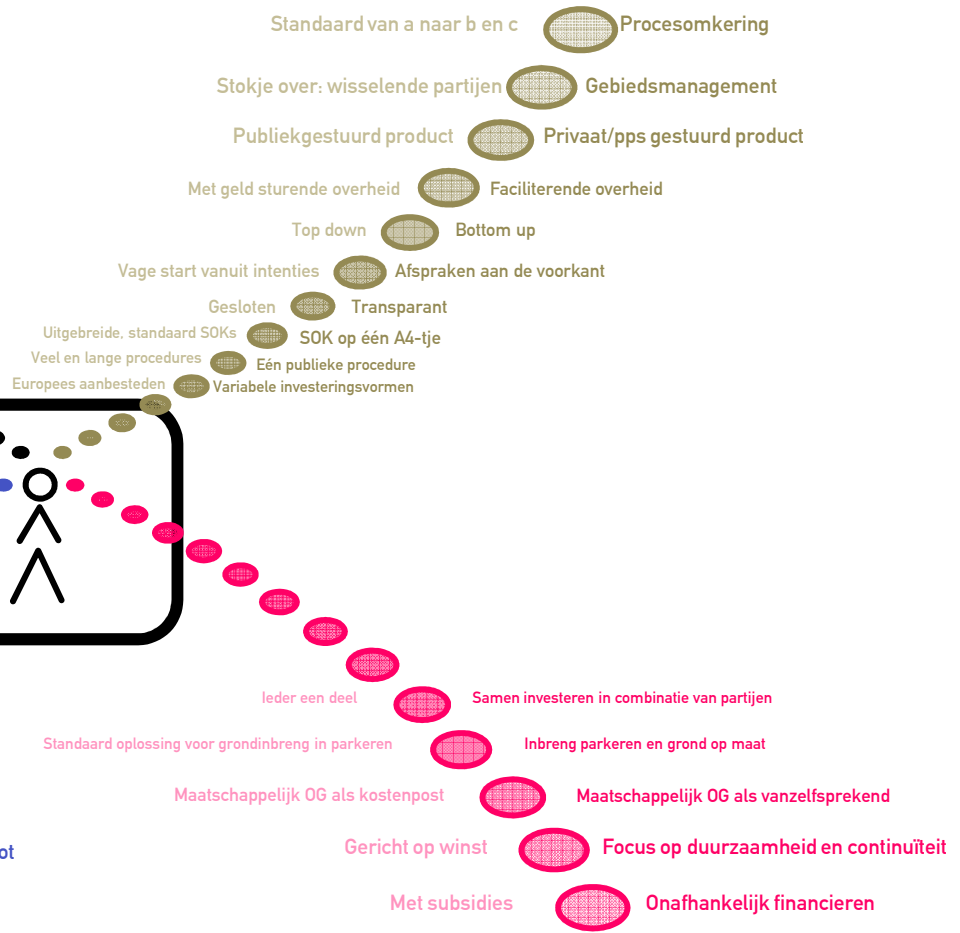 Standaard van a naar b en c Procesomkering
Stokje over: wisselende partijen Gebiedsmanagement
Publiekgestuurd product Privaat/pps gestuurd product
Met geld sturende overheid Faciliterende overheid
Top down Bottom up
Vage start vanuit intenties Afspraken aan de voorkant
Gesloten Transparant
Uitgebreide, standaard SOKs SOK op één A4-tje
Veel en lange procedures Eén publieke procedure
Europees aanbesteden Variabele investeringsvormen
Ieder een deel Samen investeren in combinatie van partijen
Standaard oplossing voor grondinbreng in parkeren Inbreng parkeren en grond op maat
Maatschappelijk OG als kostenpost Maatschappelijk OG als vanzelfsprekend
Gericht op winst Focus op duurzaamheid en continuïteit
ot
Met subsidies Onafhankelijk financieren